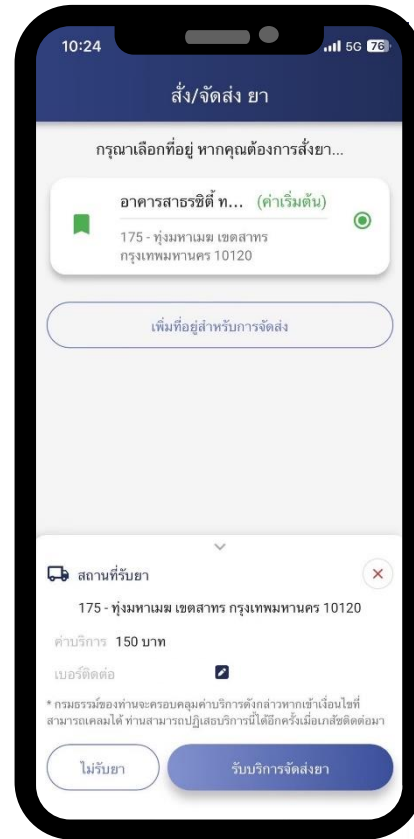 10:24
5G 76
สั่ง/จัดส่ง ยา
กรุณาเลือกที่อยู่ หากคุณต้องการสั่งยา...
อาคารสาธรซิตี้ ท... (ค่าเริ่มต้น)
175 - ทุ่งมหาเมฆ เขตสาทร
กรุงเทพมหานคร 10120
เพิ่มที่อยู่สำหรับการจัดส่ง
สถานที่รับยา
175 - ทุ่งมหาเมฆ เขตสาทร กรุงเทพมหานคร 10120
ค่าบริการ 150 บาท
เบอร์ติดต่อ
* กรมธรรม์ของท่านจะครอบคลุมค่าบริการดังกล่าวหากเข้าเงื่อนไขที่
สามารถเคลมได้ ท่านสามารถปฏิเสธบริการนี้ได้อีกครั้งเมื่อเภสัชติดต่อมา
ไม่รับยา
รับบริการจัดส่งยา